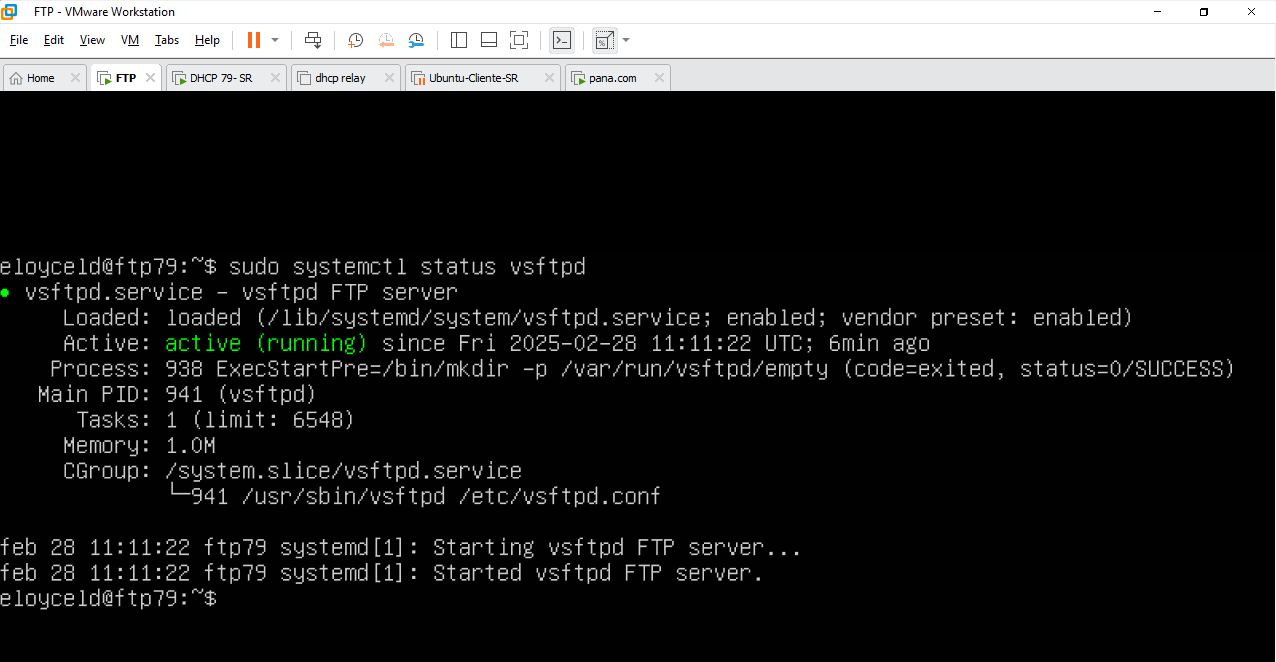 FTP - VMware Workstation
File Edit View VM Tabs Help
Home FTP DHCP 79- SR dhcp relay Ubuntu-Cliente-SR pana.com
eloyceld@ftp79:~$ sudo systemctl status vsftpd
● vsftpd.service - vsftpd FTP server
Loaded: loaded (/lib/systemd/system/vsftpd.service; enabled; vendor preset: enabled)
Active: active (running) since Fri 2025-02-28 11:11:22 UTC; 6min ago
Process: 938 ExecStartPre=/bin/mkdir -p /var/run/vsftpd/empty (code=exited, status=0/SUCCESS)
Main PID: 941 (vsftpd)
Tasks: 1 (limit: 6548)
Memory: 1.0M
CGroup: /system.slice/vsftpd.service
└─941 /usr/sbin/vsftpd /etc/vsftpd.conf
feb 28 11:11:22 ftp79 systemd[1]: Starting vsftpd FTP server...
feb 28 11:11:22 ftp79 systemd[1]: Started vsftpd FTP server.
eloyceld@ftp79:~$